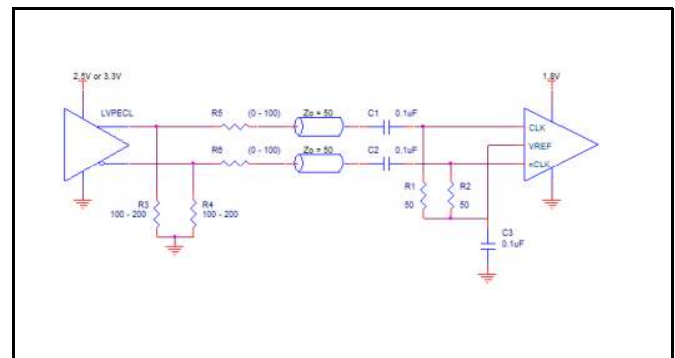 2.5V or 3.3V
1.8V
LVPECL
R5
(0 - 100)
Zo = 50
C1
0.1uF
CLK
VREF
R6
(0 - 100)
Zo = 50
C2
0.1uF
nCLK
R1
50
R2
50
R3
100 - 200
R4
100 - 200
C3
0.1uF